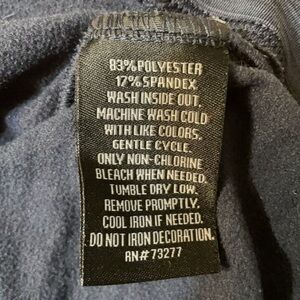 83% POLYESTER
17% SPANDEX
WASH INSIDE OUT.
MACHINE WASH COLD
WITH LIKE COLORS.
GENTLE CYCLE.
ONLY NON-CHLORINE
BLEACH WHEN NEEDED.
TUMBLE DRY LOW.
REMOVE PROMPTLY.
COOL IRON IF NEEDED.
DO NOT IRON DECORATION.
RN# 73277